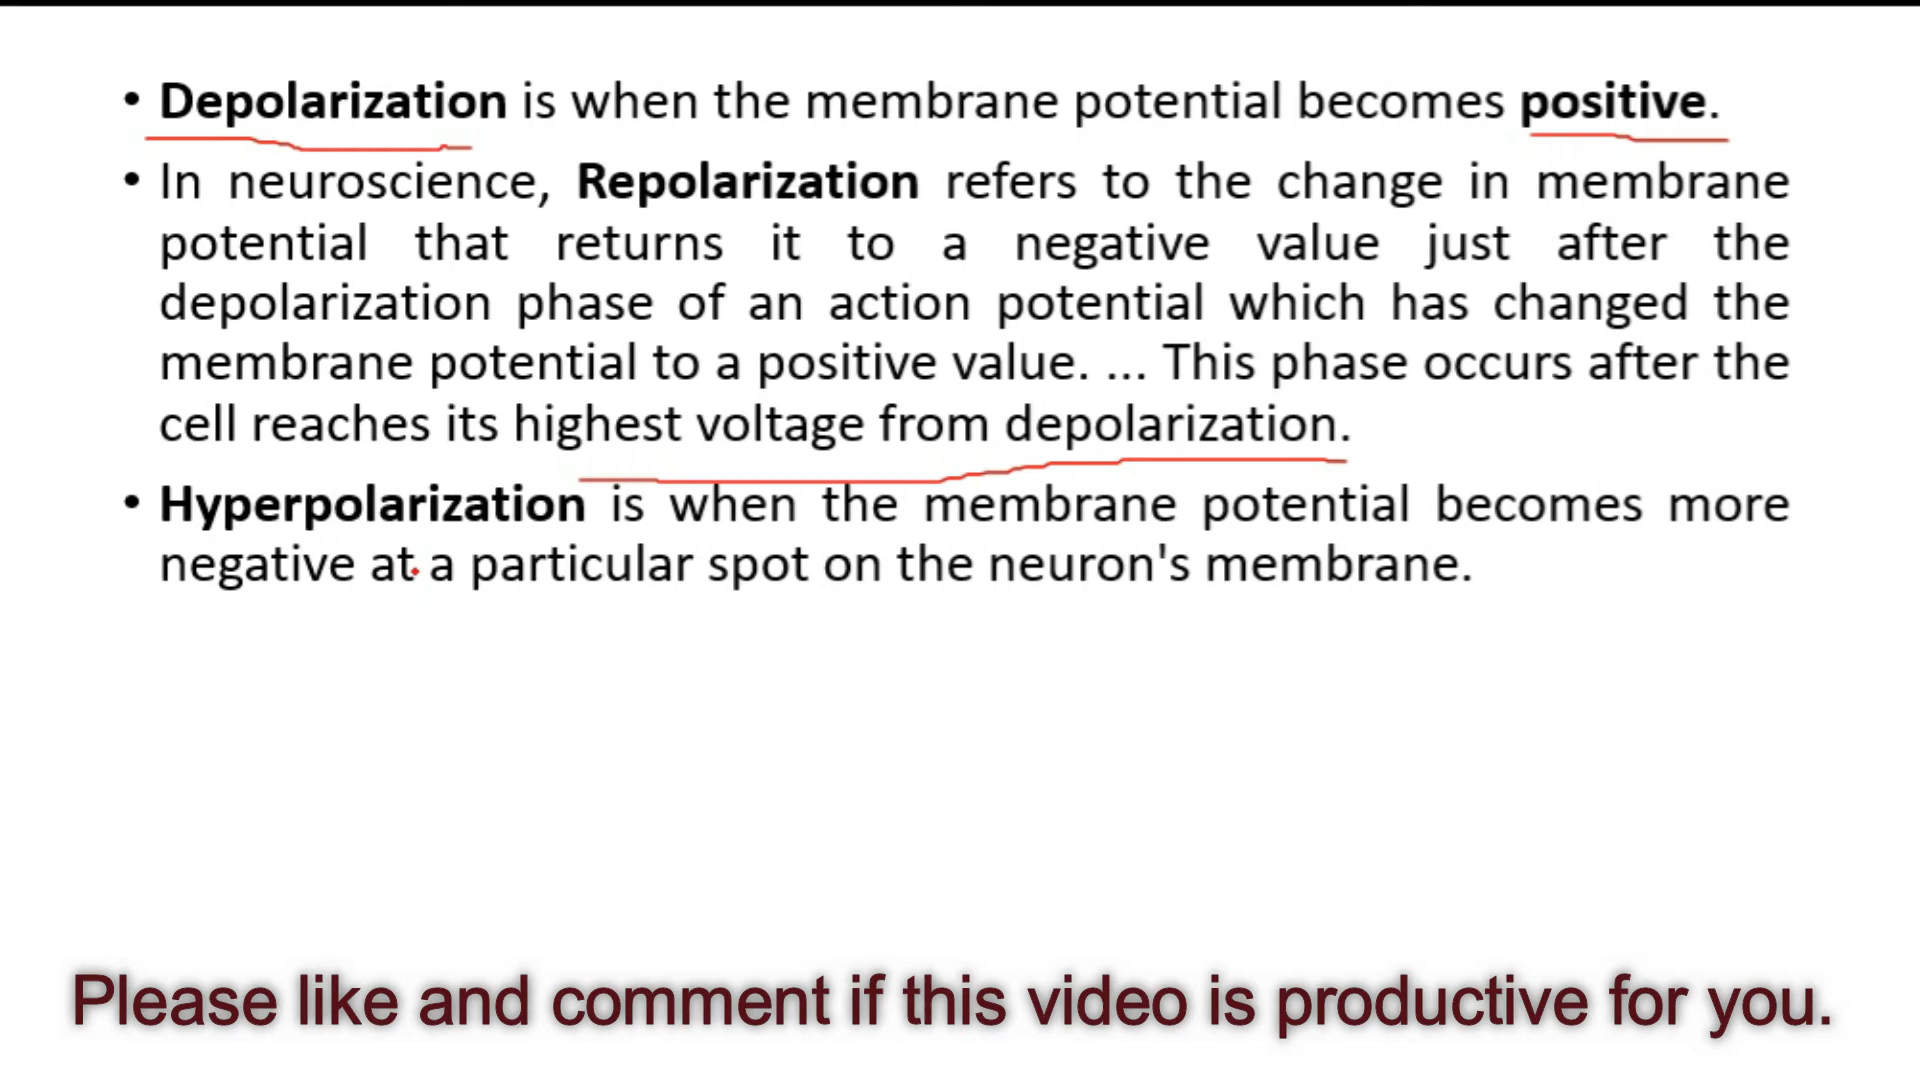 • Depolarization is when the membrane potential becomes positive.
• In neuroscience, Repolarization refers to the change in membrane
potential that returns it to a negative value just after the
depolarization phase of an action potential which has changed the
membrane potential to a positive value. ... This phase occurs after the
cell reaches its highest voltage from depolarization.
• Hyperpolarization is when the membrane potential becomes more
negative at a particular spot on the neuron's membrane.
Please like and comment if this video is productive for you.